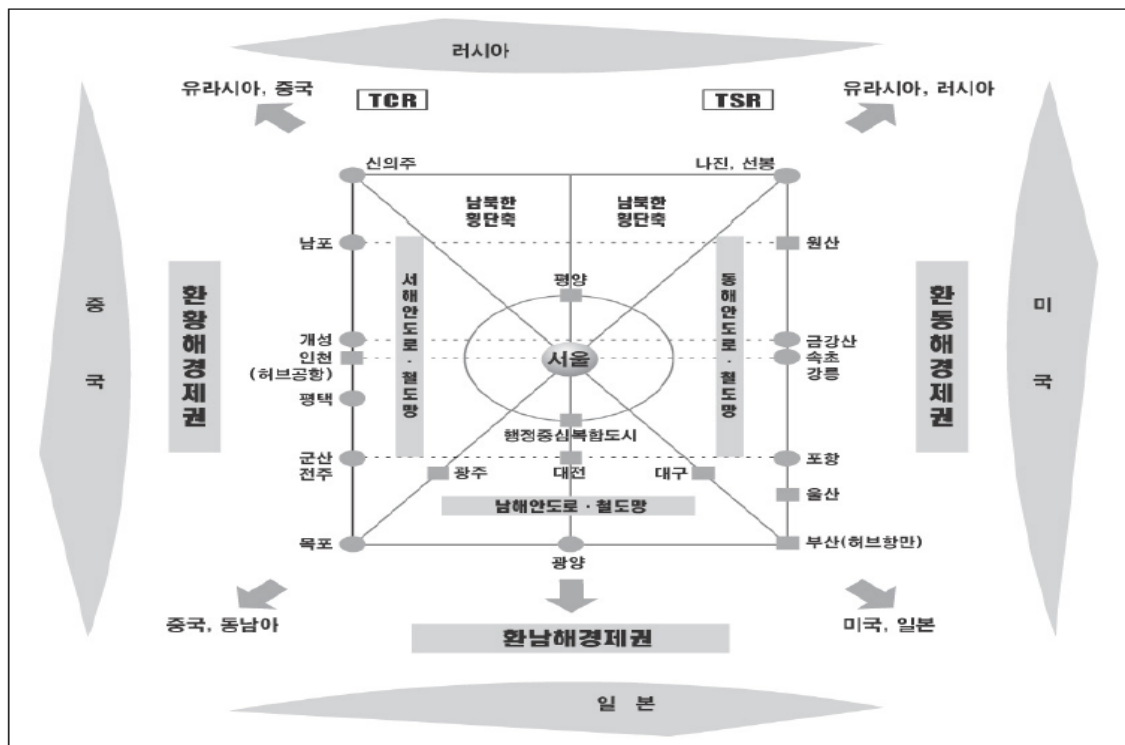 러시아
유라시아, 중국
TCR
TSR
유라시아, 러시아
신의주
나진, 선봉
남북한
횡단축
남북한
횡단축
남포
원산
중국
환황해경제권
서해안도로·철도망
평양
동해안도로·철도망
환동해경제권
미국
개성
인천
(허브공항)
평택
서울
금강산
속초
강릉
행정중심복합도시
군산
전주
광주
대전
대구
포항
울산
남해안도로·철도망
목포
광양
부산(허브항만)
중국, 동남아
미국, 일본
환남해경제권
일 본